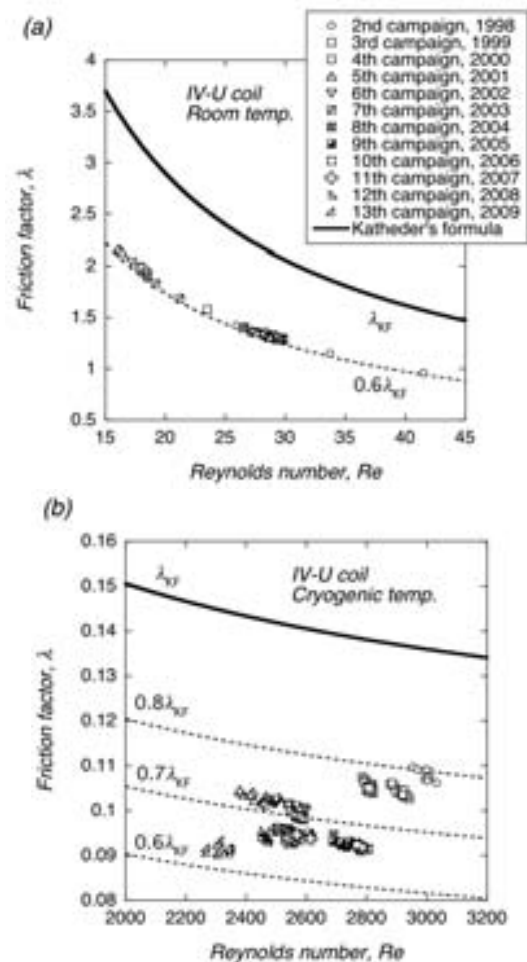 (a)
2nd campaign, 1998
3rd campaign, 1999
4th campaign, 2000
5th campaign, 2001
6th campaign, 2002
7th campaign, 2003
8th campaign, 2004
9th campaign, 2005
10th campaign, 2006
11th campaign, 2007
12th campaign, 2008
13th campaign, 2009
Katheder's formula
IV-U coil
Room temp.
4
3.5
3
2.5
2
1.5
1
0.5
Friction factor, λ
λKF
0.6λKF
15 20 25 30 35 40 45
Reynolds number, Re
(b)
IV-U coil
Cryogenic temp.
0.16
0.15
0.14
0.13
0.12
0.11
0.1
0.09
0.08
Friction factor, λ
λKF
0.8λKF
0.7λKF
0.6λKF
2000 2200 2400 2600 2800 3000 3200
Reynolds number, Re